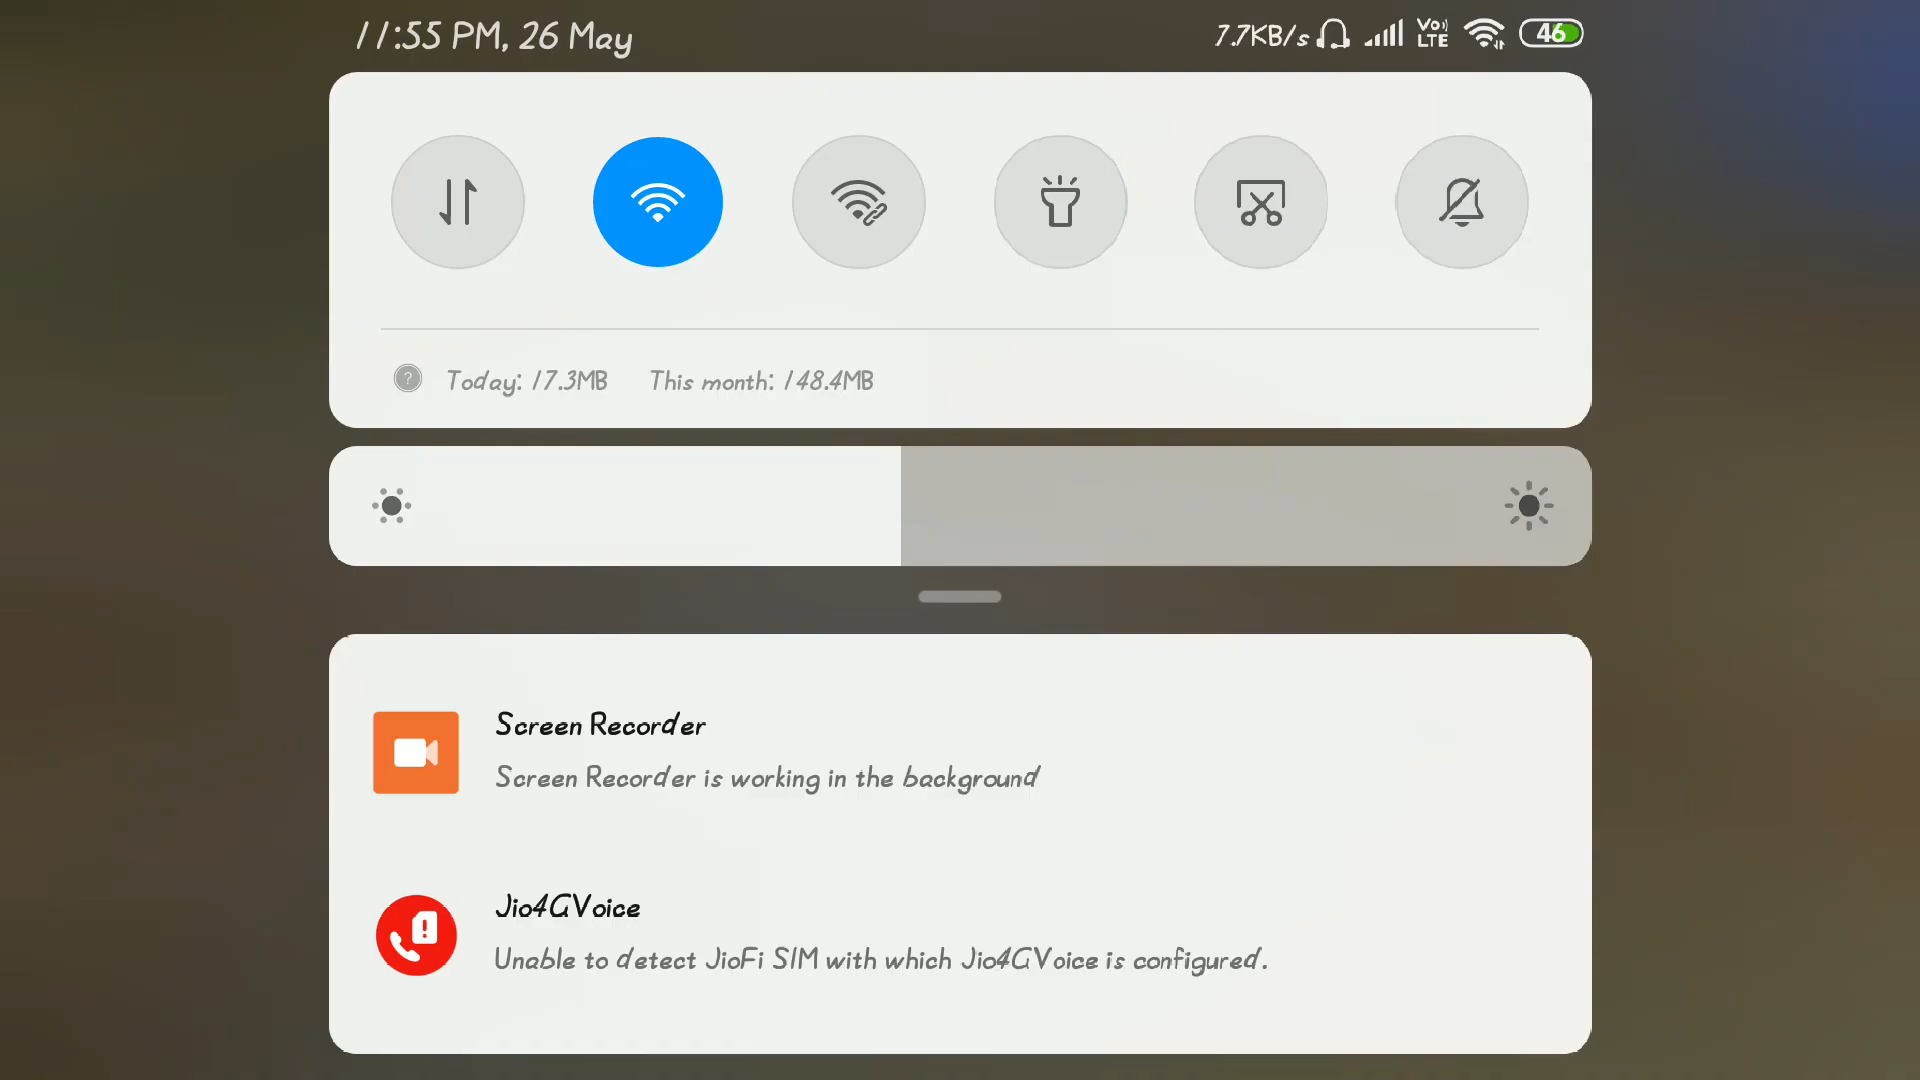 11:55 PM, 26 May
7.7KB/s Vo)) LTE 46
Today: 17.3MB This month: 148.4MB
Screen Recorder
Screen Recorder is working in the background
Jio4GVoice
Unable to detect JioFi SIM with which Jio4GVoice is configured.